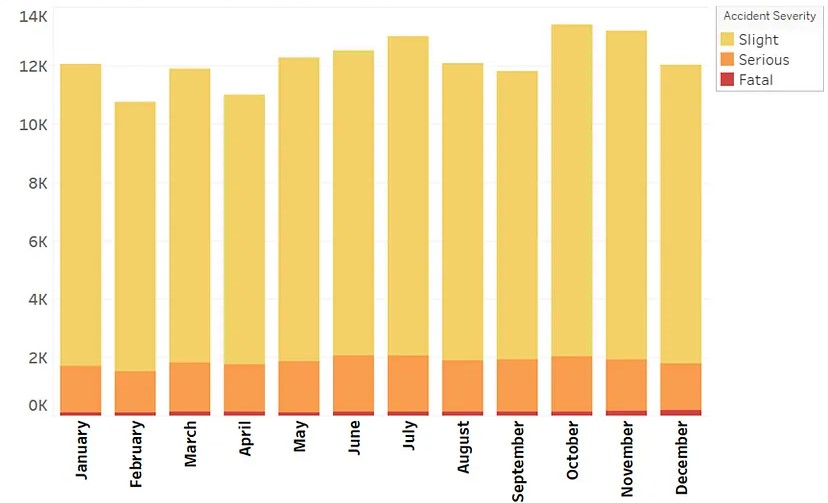 14K
12K
10K
8K
6K
4K
2K
0K
January
February
March
April
May
June
July
August
September
October
November
December
Accident Severity
Slight
Serious
Fatal